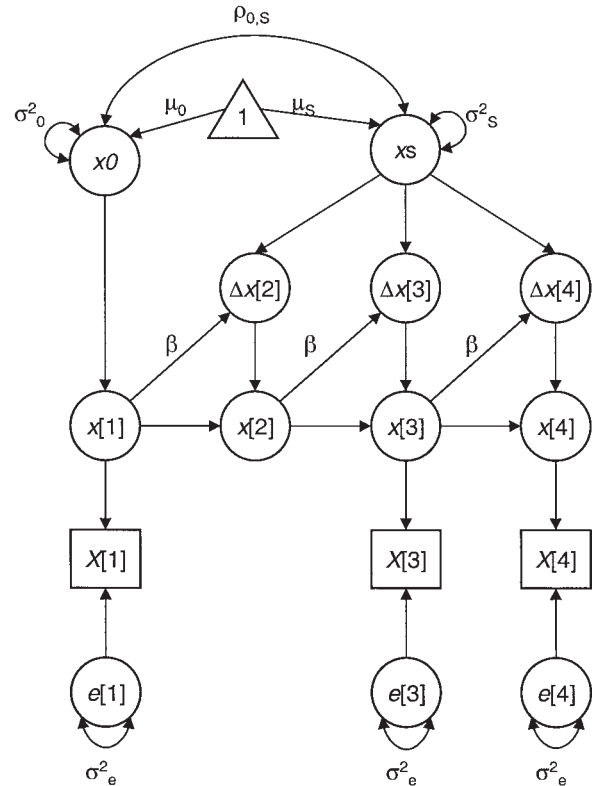 ρ0,S
σ²0
μ0
1
μS
σ²S
x0
xs
Δx[2]
Δx[3]
Δx[4]
β
β
β
x[1]
x[2]
x[3]
x[4]
X[1]
X[3]
X[4]
e[1]
e[3]
e[4]
σ²e
σ²e
σ²e